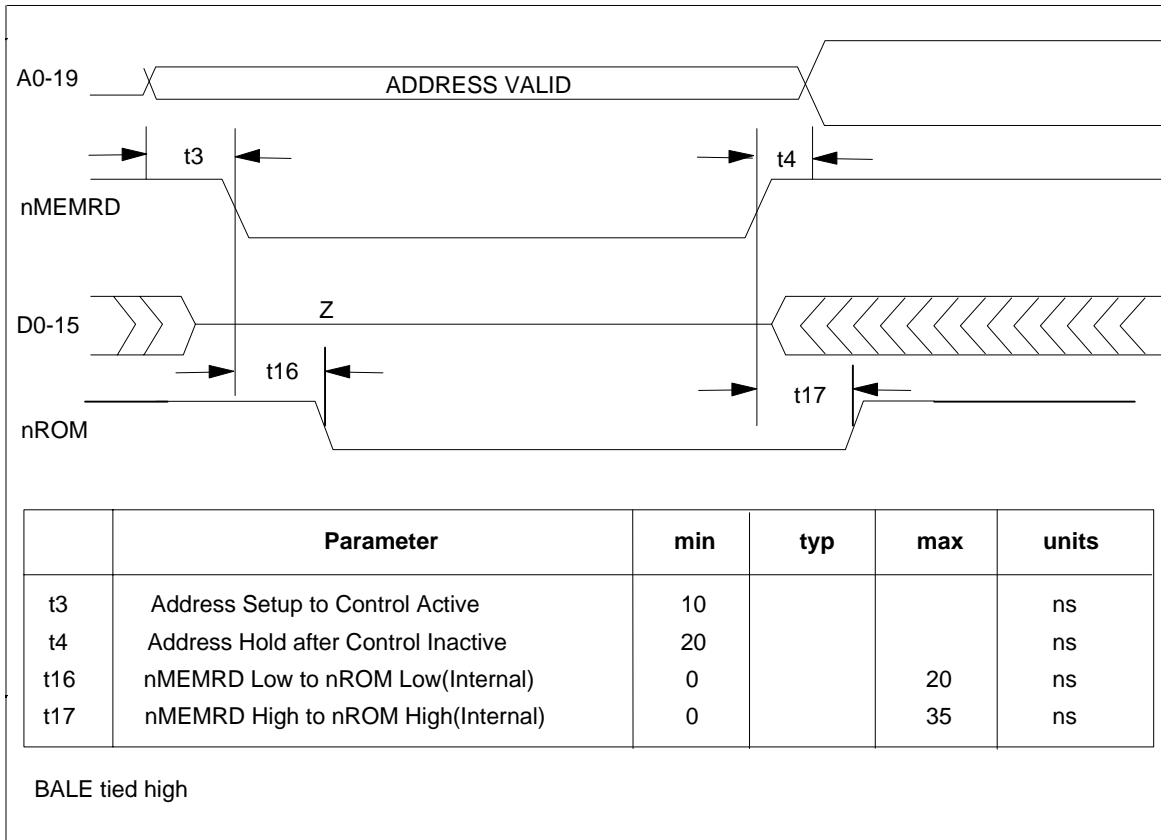 A0-19
ADDRESS VALID
t3
t4
nMEMRD
Z
D0-15
t16
t17
nROM
Parameter min typ max units
t3 Address Setup to Control Active 10 ns
t4 Address Hold after Control Inactive 20 ns
t16 nMEMRD Low to nROM Low(Internal) 0 20 ns
t17 nMEMRD High to nROM High(Internal) 0 35 ns
BALE tied high